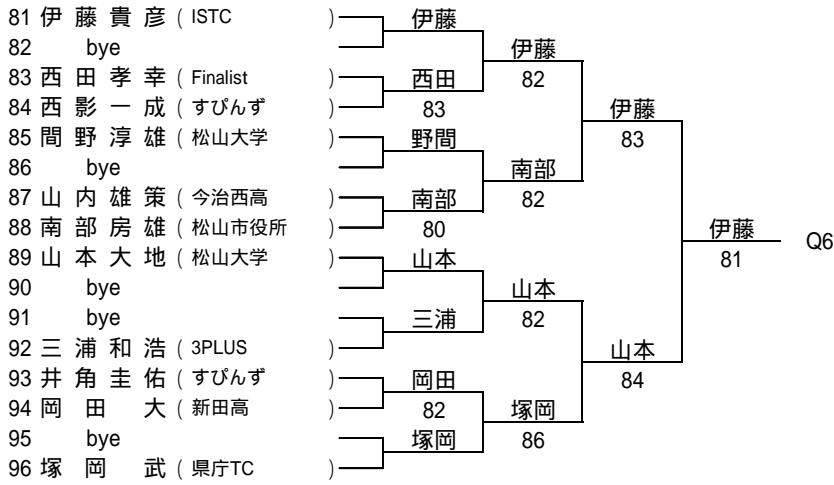 81 伊藤貴彦 ( ISTC )
伊藤
82 bye
伊藤
83 西田孝幸 ( Finalist )
西田
82
84 西影一成 ( すぴんず )
83
伊藤
85 間野淳雄 ( 松山大学 )
野間
83
86 bye
南部
87 山内雄策 ( 今治西高 )
南部
82
88 南部房雄 ( 松山市役所 )
80
伊藤
Q6
89 山本大地 ( 松山大学 )
山本
81
90 bye
山本
91 bye
三浦
82
92 三浦和浩 ( 3PLUS )
山本
93 井角圭佑 ( すぴんず )
岡田
84
94 岡田 大 ( 新田高 )
82
塚岡
95 bye
塚岡
86
96 塚岡 武 ( 県庁TC )